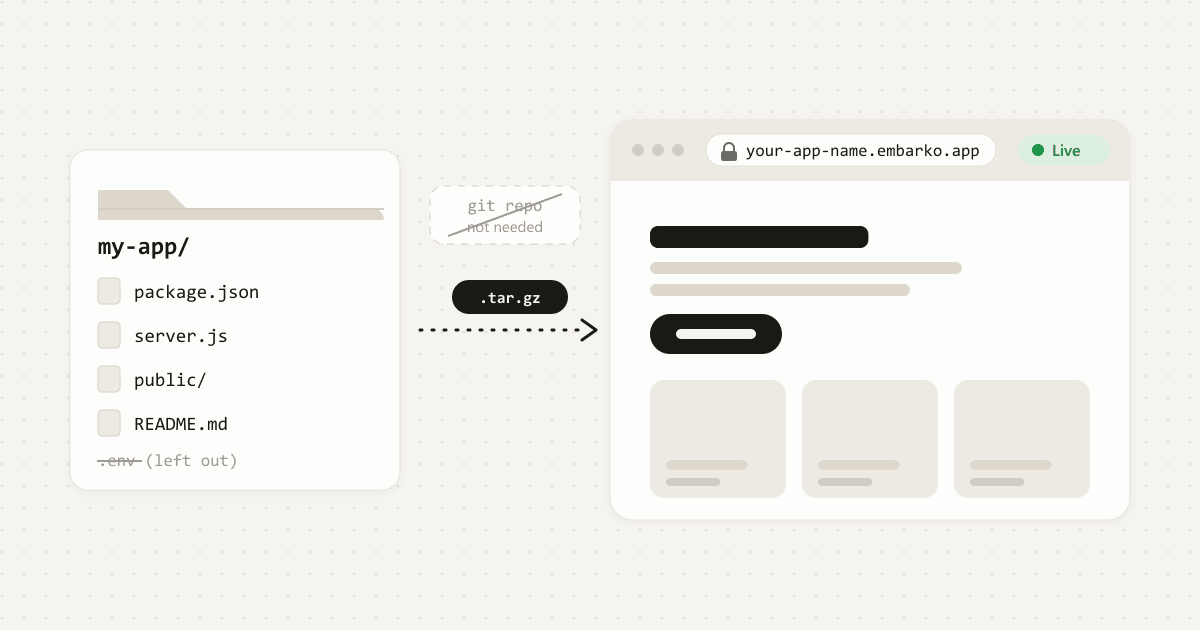 my-app/
package.json
server.js
public/
README.md
.env (left out)
git repo
not needed
.tar.gz
your-app-name.embarko.app
Live